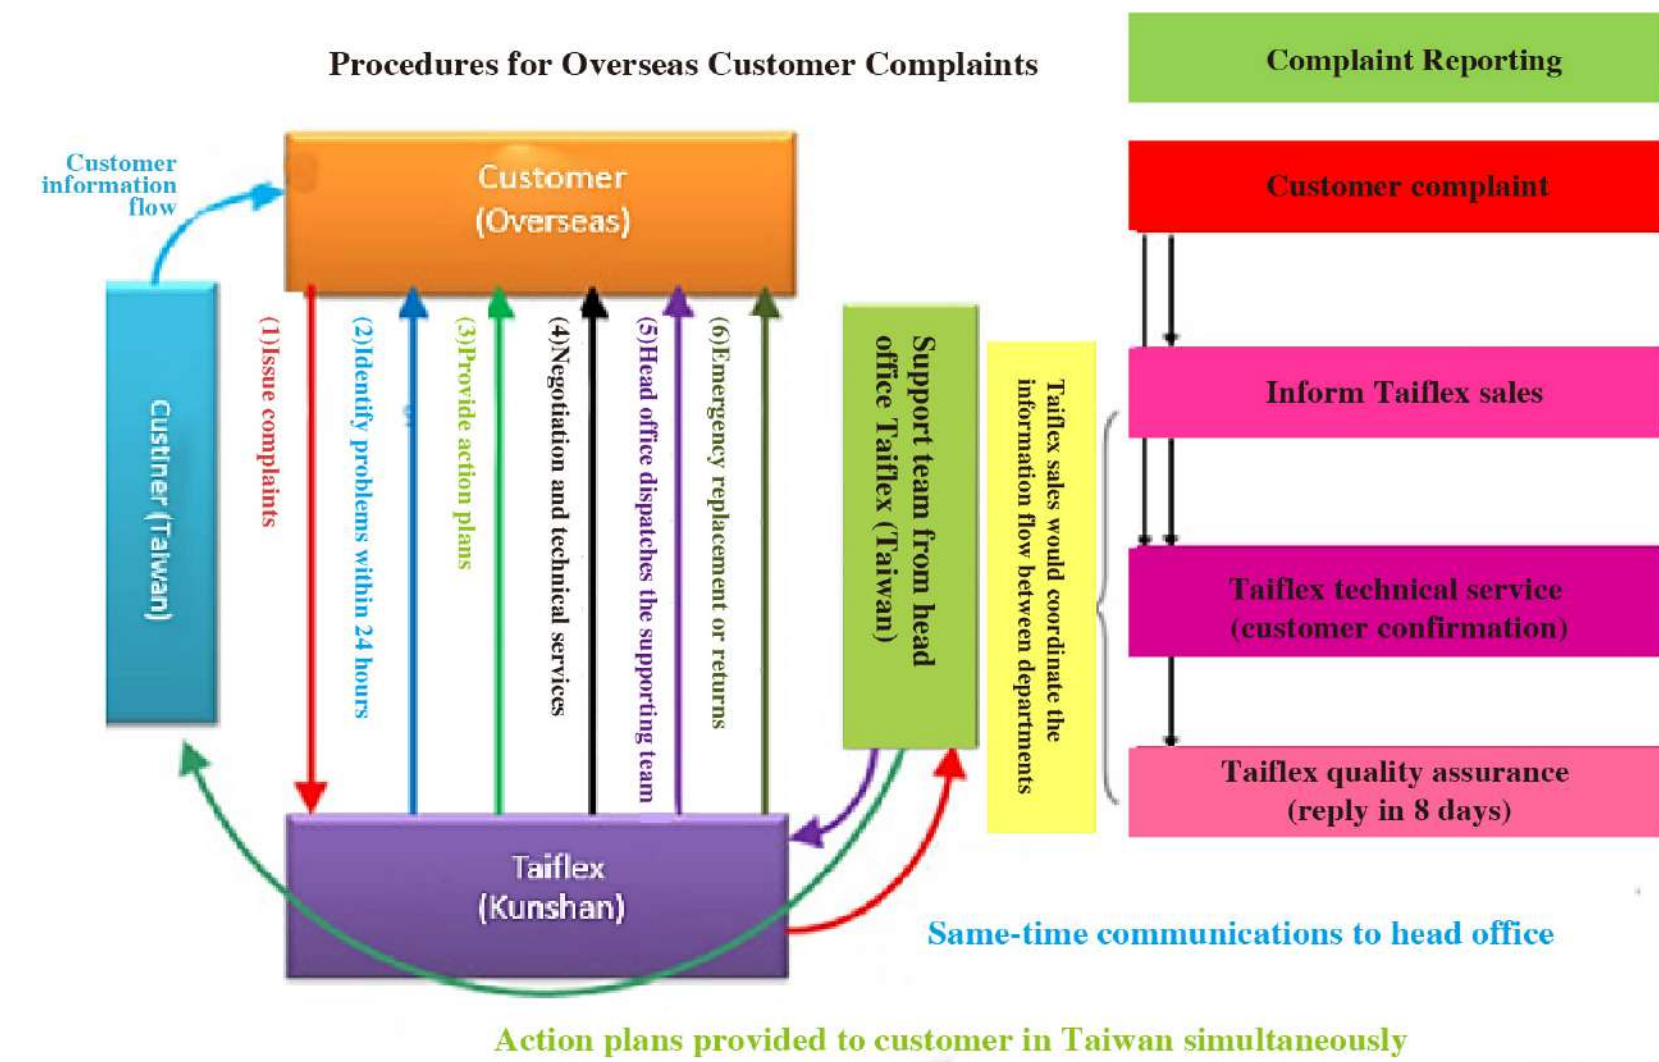 Procedures for Overseas Customer Complaints
Complaint Reporting
Customer
information
flow
Customer
(Overseas)
Custiner (Taiwan)
(1)Issue complaints
(2)Identify problems within 24 hours
(3)Provide action plans
(4)Negotiation and technical services
(5)Head office dispatches the supporting team
(6)Emergency replacement or returns
Support team from head
office Taiflex (Taiwan)
Taiflex sales would coordinate the
information flow between departments
Customer complaint
Inform Taiflex sales
Taiflex technical service
(customer confirmation)
Taiflex quality assurance
(reply in 8 days)
Taiflex
(Kunshan)
Same-time communications to head office
Action plans provided to customer in Taiwan simultaneously